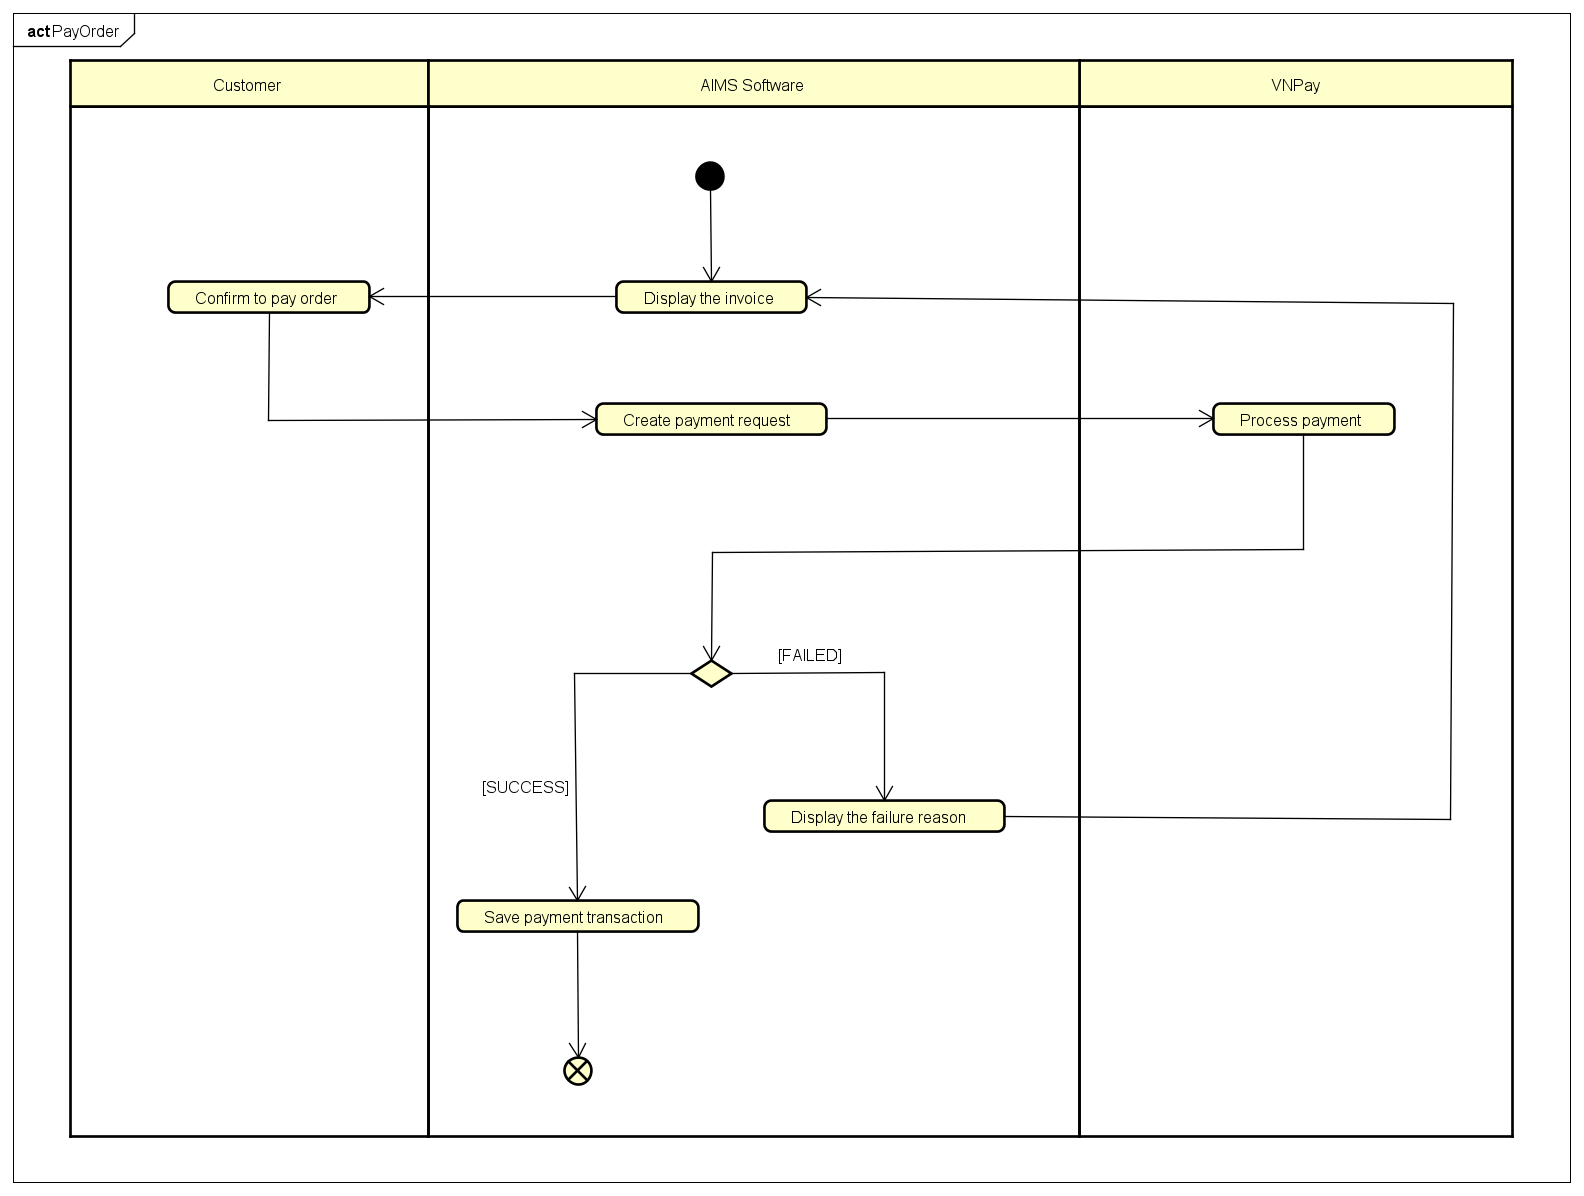 act PayOrder
Customer
AIMS Software
VNPay
Confirm to pay order
Display the invoice
Create payment request
Process payment
[FAILED]
[SUCCESS]
Display the failure reason
Save payment transaction